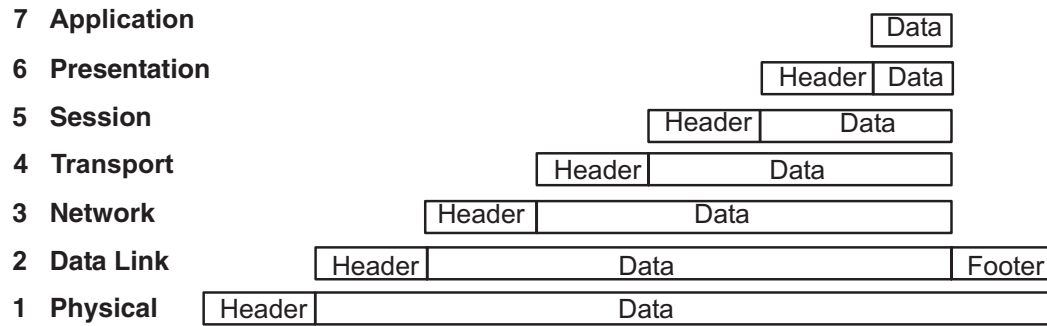 7 Application Data
6 Presentation Header Data
5 Session Header Data
4 Transport Header Data
3 Network Header Data
2 Data Link Header Data Footer
1 Physical Header Data